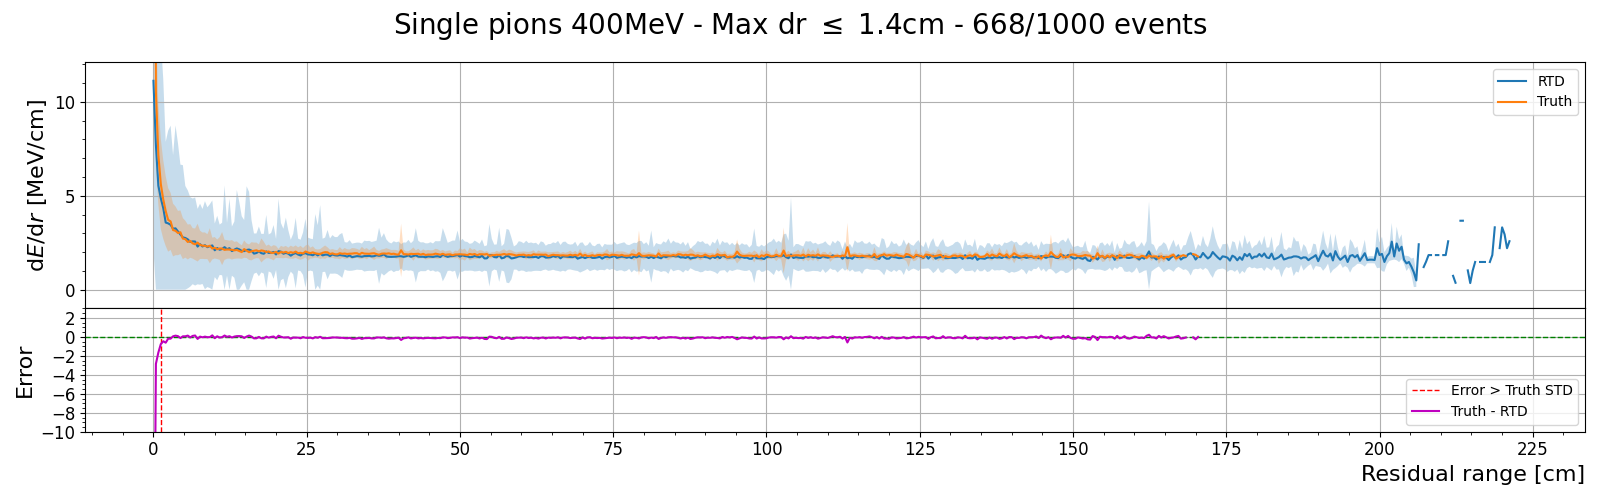 Single pions 400MeV - Max dr ≤ 1.4cm - 668/1000 events
dE/dr [MeV/cm]
10
5
0
RTD
Truth
Error
2
0
−2
−4
−6
−8
−10
Error > Truth STD
Truth - RTD
0 25 50 75 100 125 150 175 200 225
Residual range [cm]